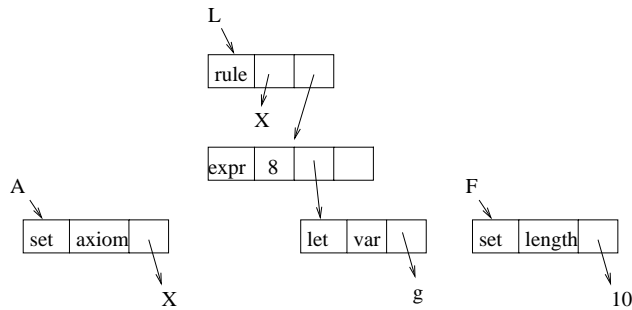 L
rule
X
expr 8
A
F
set axiom
let var
set length
X
g
10